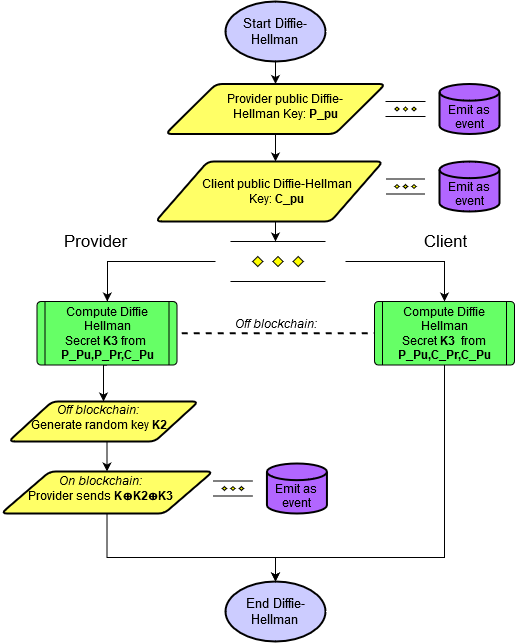 Start Diffie-
Hellman
Provider public Diffie-
Hellman Key: P_pu
Emit as
event
Client public Diffie-Hellman
Key: C_pu
Emit as
event
Provider
Client
Compute Diffie
Hellman
Secret K3 from
P_Pu,P_Pr,C_Pu
Off blockchain:
Compute Diffie
Hellman
Secret K3 from
P_Pu,C_Pr,C_Pu
Off blockchain:
Generate random key K2
On blockchain:
Provider sends K⊕K2⊕K3
Emit as
event
End Diffie-
Hellman